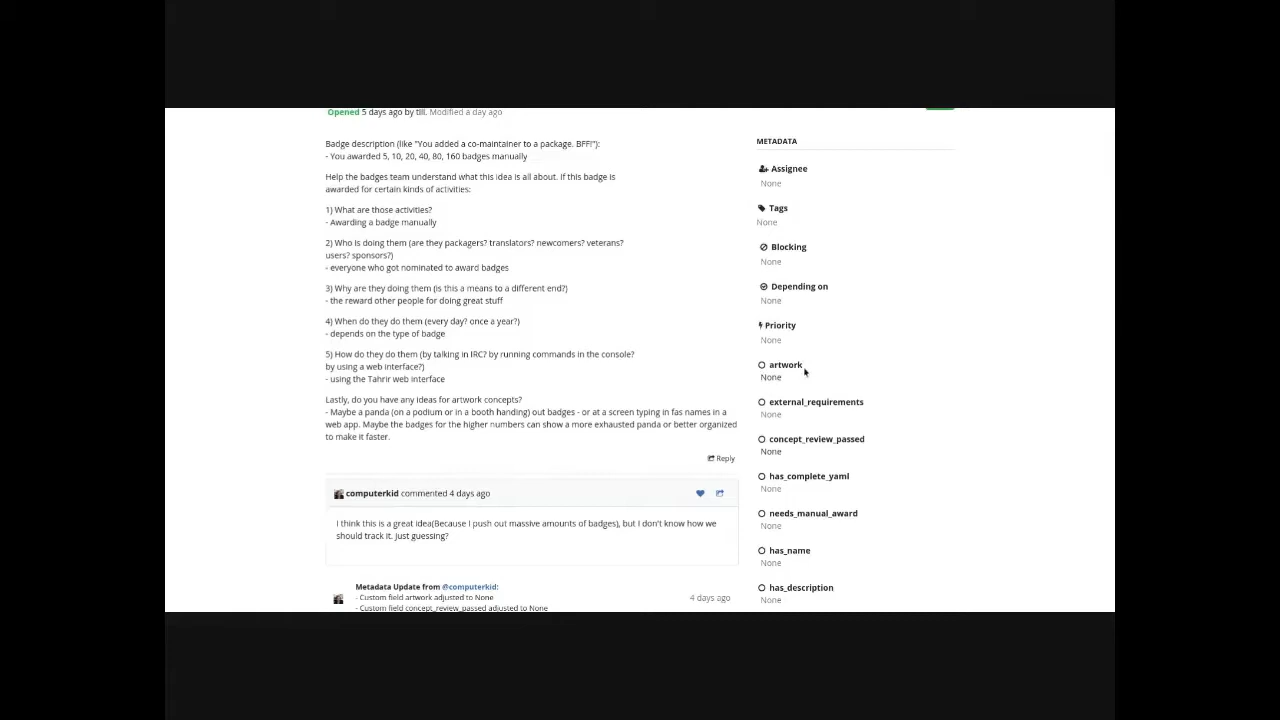 Opened 5 days ago by till. Modified a day ago
Badge description (like "You added a co-maintainer to a package. BFF!"):
- You awarded 5, 10, 20, 40, 80, 160 badges manually
Help the badges team understand what this idea is all about. If this badge is
awarded for certain kinds of activities:
1) What are those activities?
- Awarding a badge manually
2) Who is doing them (are they packagers? translators? newcomers? veterans?
users? sponsors?)
- everyone who got nominated to award badges
3) Why are they doing them (is this a means to a different end?)
- the reward other people for doing great stuff
4) When do they do them (every day? once a year?)
- depends on the type of badge
5) How do they do them (by talking in IRC? by running commands in the console?
by using a web interface?)
- using the Tahrir web interface
Lastly, do you have any ideas for artwork concepts?
- Maybe a panda (on a podium or in a booth handing) out badges - or at a screen typing in fas names in a
web app. Maybe the badges for the higher numbers can show a more exhausted panda or better organized
to make it faster.
Reply
computerkid commented 4 days ago
I think this is a great idea(Because I push out massive amounts of badges), but I don't know how we
should track it. Just guessing?
Metadata Update from @computerkid:
- Custom field artwork adjusted to None
- Custom field concept_review_passed adjusted to None
4 days ago
METADATA
Assignee
None
Tags
None
Blocking
None
Depending on
None
Priority
None
artwork
None
external_requirements
None
concept_review_passed
None
has_complete_yaml
None
needs_manual_award
None
has_name
None
has_description
None